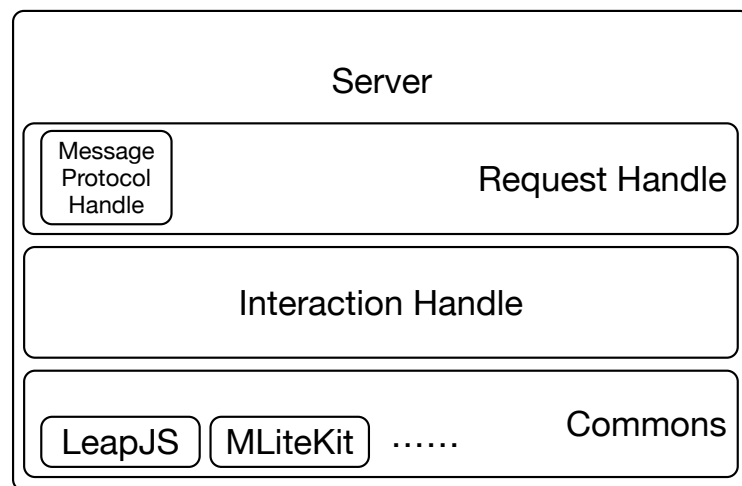 Server
Message
Protocol
Handle
Request Handle
Interaction Handle
LeapJS
MLiteKit
......
Commons